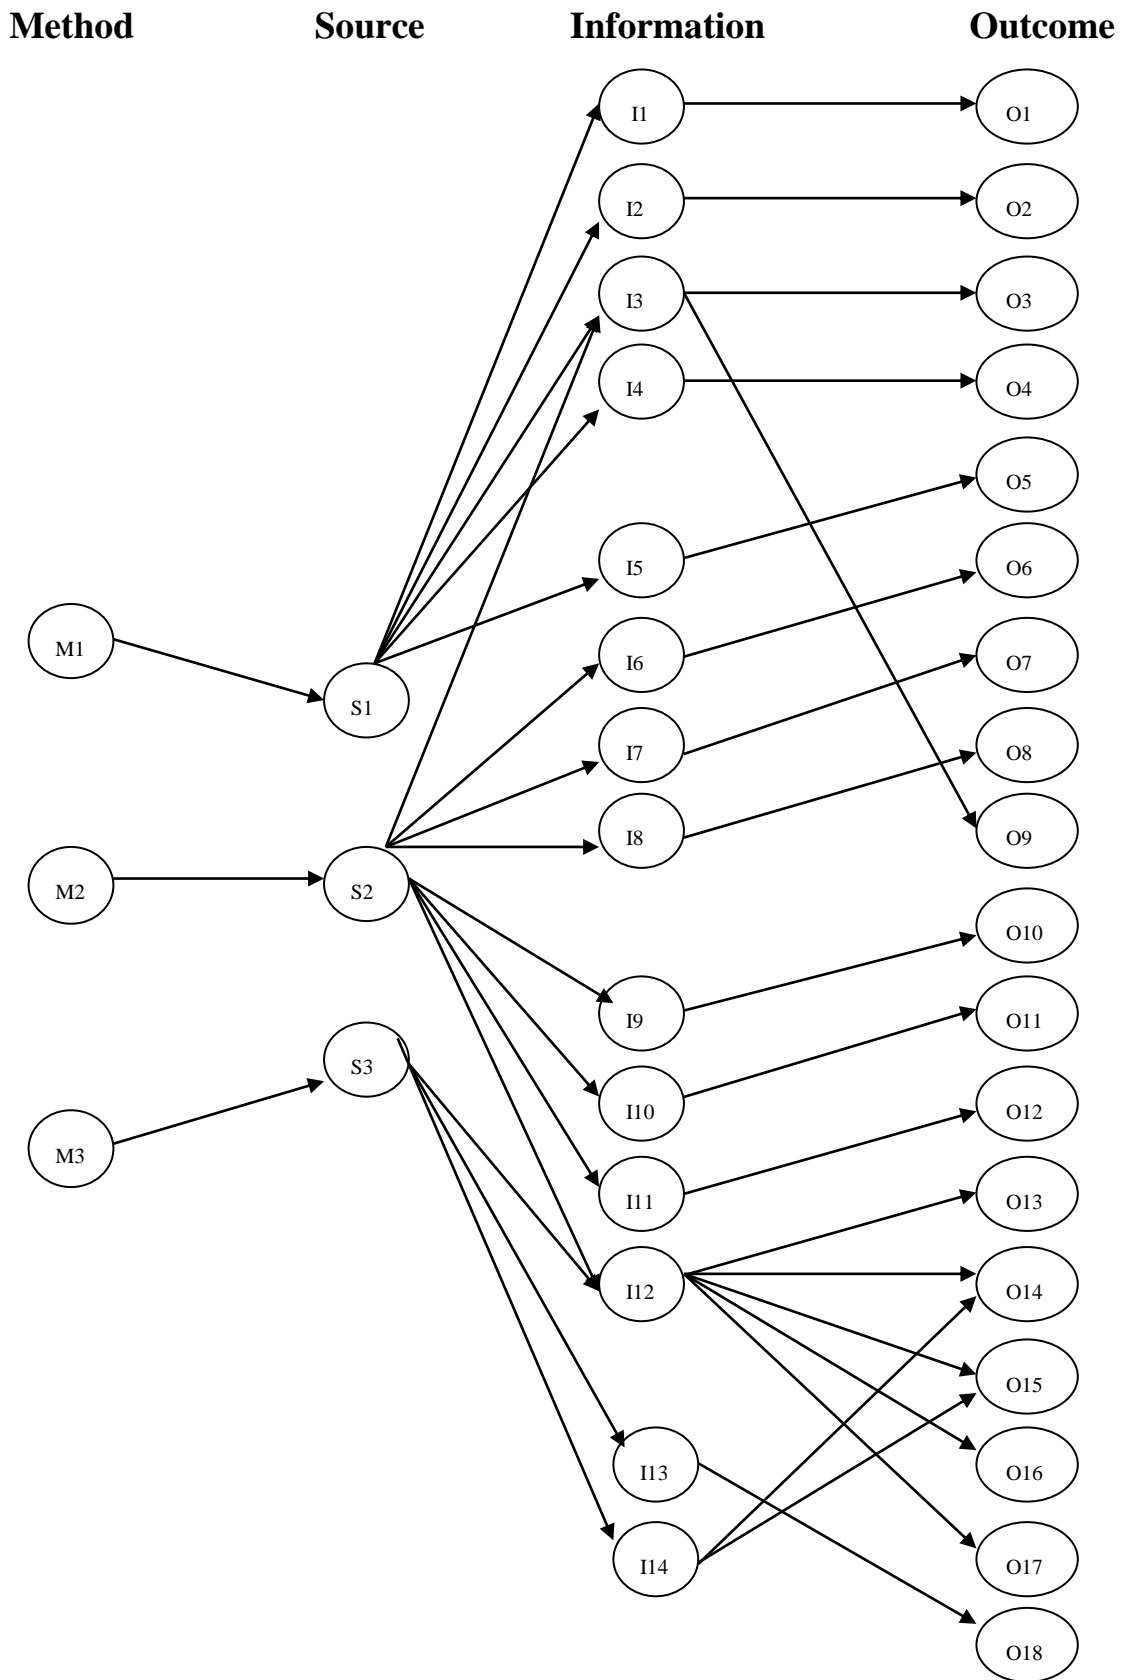 Method Source Information Outcome
I1 O1
I2 O2
I3 O3
I4 O4
O5
I5 O6
M1 I6 O7
S1
I7 O8
I8 O9
M2 S2
O10
I9 O11
S3
I10 O12
M3
I11 O13
I12 O14
O15
I13 O16
I14 O17
O18